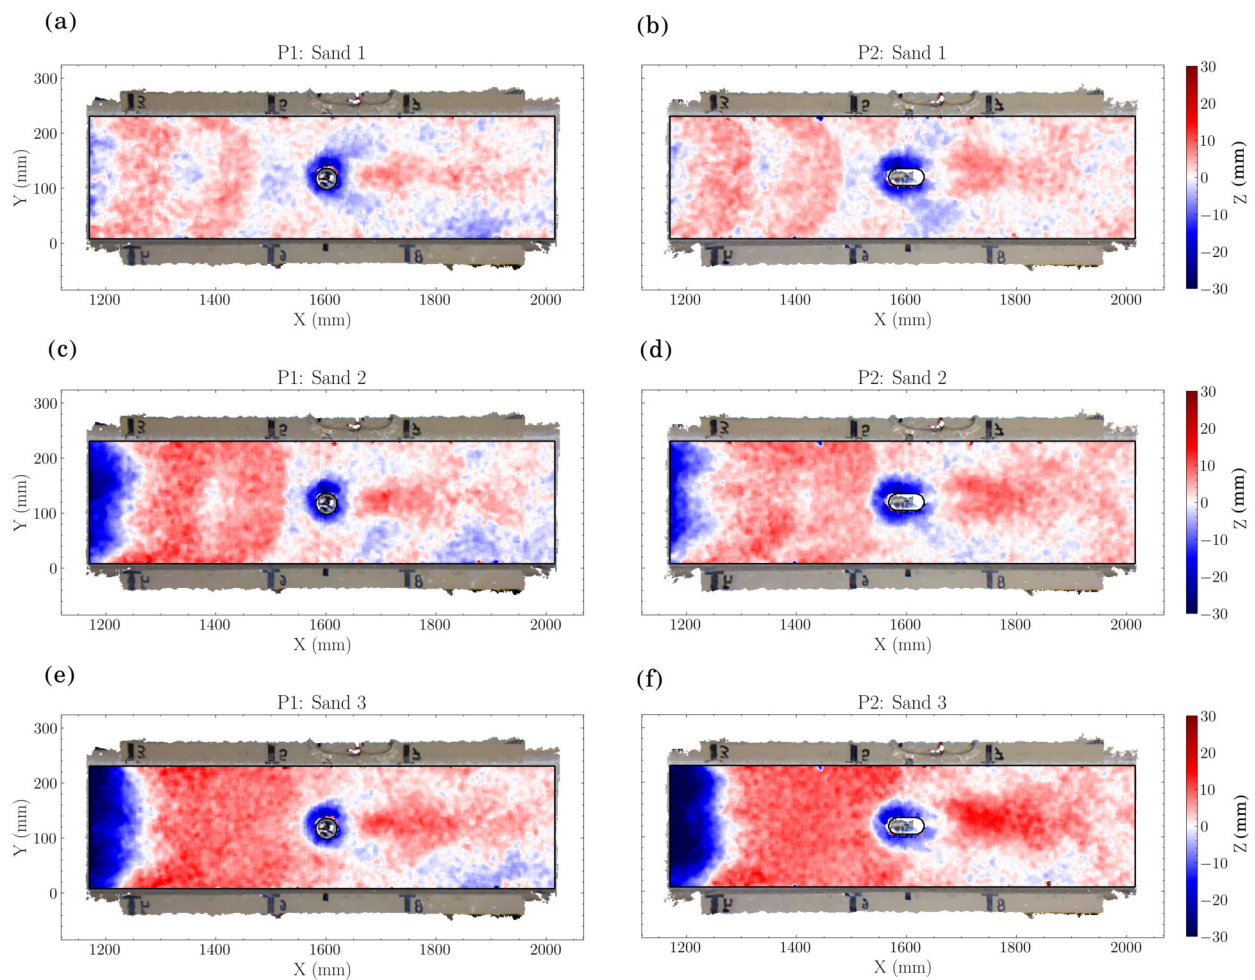 (a)
(b)
P1: Sand 1
P2: Sand 1
300
200
100
0
Y (mm)
1200 1400 1600 1800 2000
X (mm)
1200 1400 1600 1800 2000
X (mm)
30
20
10
0
−10
−20
−30
Z (mm)
(c)
(d)
P1: Sand 2
P2: Sand 2
300
200
100
0
Y (mm)
1200 1400 1600 1800 2000
X (mm)
1200 1400 1600 1800 2000
X (mm)
30
20
10
0
−10
−20
−30
Z (mm)
(e)
(f)
P1: Sand 3
P2: Sand 3
300
200
100
0
Y (mm)
1200 1400 1600 1800 2000
X (mm)
1200 1400 1600 1800 2000
X (mm)
30
20
10
0
−10
−20
−30
Z (mm)